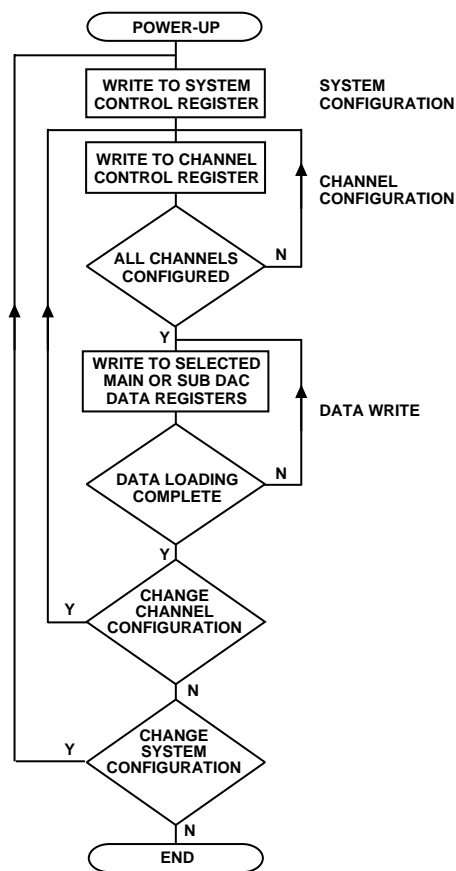 POWER-UP
WRITE TO SYSTEM
CONTROL REGISTER
SYSTEM
CONFIGURATION
WRITE TO CHANNEL
CONTROL REGISTER
CHANNEL
CONFIGURATION
ALL CHANNELS
CONFIGURED
N
Y
WRITE TO SELECTED
MAIN OR SUB DAC
DATA REGISTERS
DATA WRITE
DATA LOADING
COMPLETE
N
Y
CHANGE
CHANNEL
CONFIGURATION
Y
N
CHANGE
SYSTEM
CONFIGURATION
Y
N
END